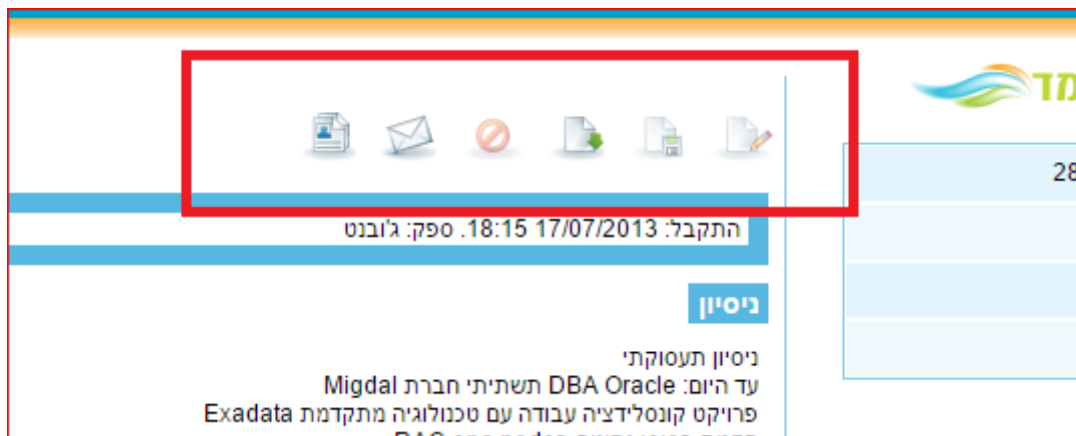 מד
28
התקבל: 17/07/2013 18:15. ספק: ג'ובנט
ניסיון
ניסיון תעסוקתי
עד היום: DBA Oracle תשתיתי חברת Migdal
פרויקט קונסלידציה עבודה עם טכנולוגיה מתקדמת Exadata